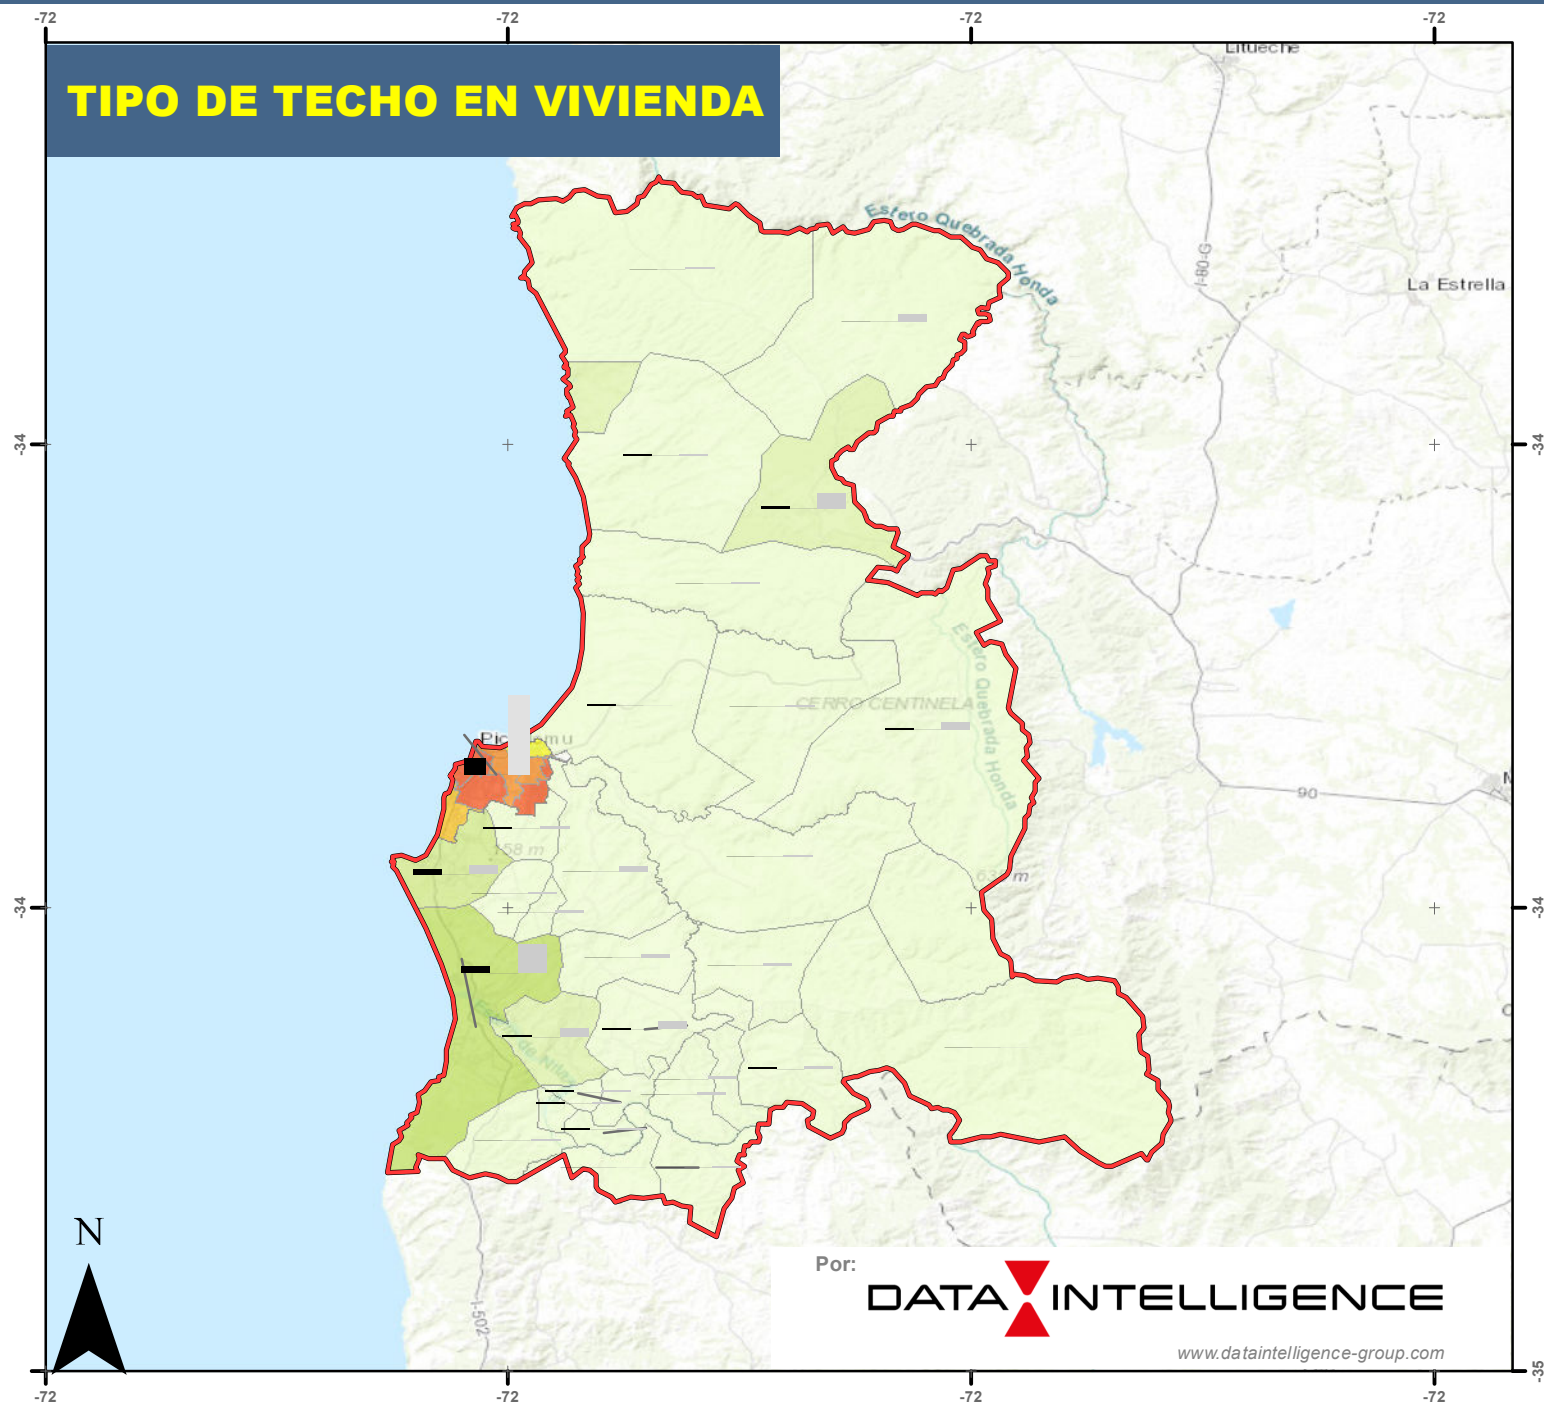 -72 -72 -72 -72
Litueche
TIPO DE TECHO EN VIVIENDA
Estero Quebrada Honda
I-80-G
La Estrella
-34 -34
Estero Quebrada Honda
CERRO CENTINELA
90
158 m
-34 -34
N
I-502
Por:
DATA INTELLIGENCE
www.dataintelligence-group.com
-35
-72 -72 -72 -72